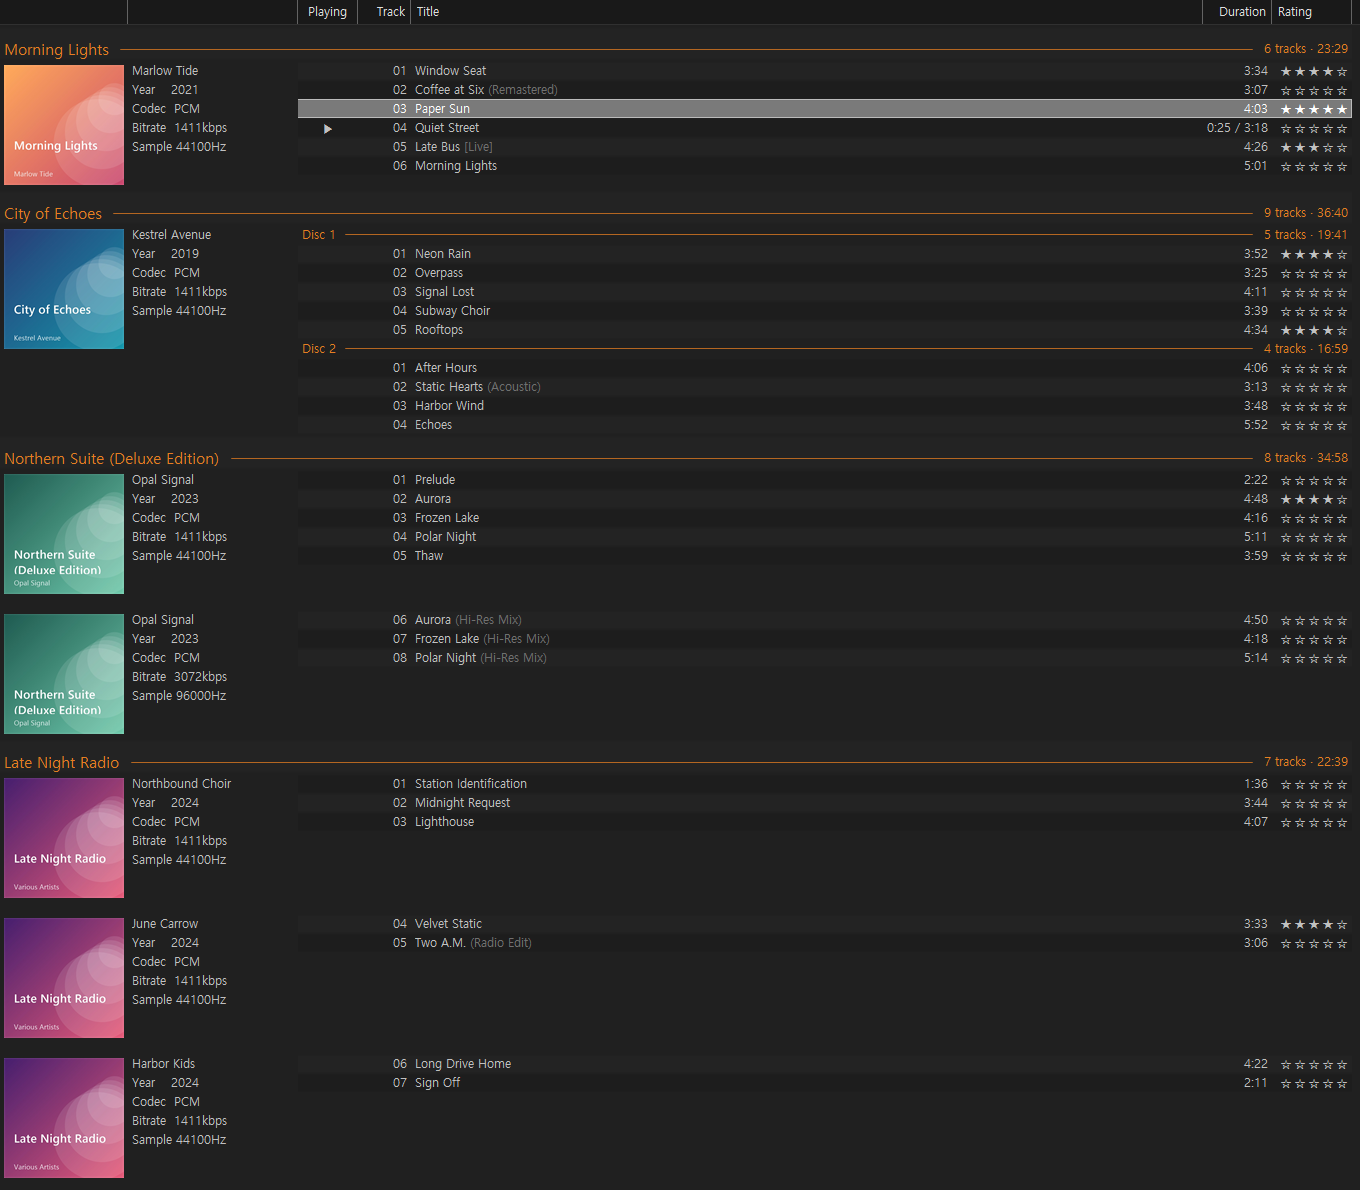 Playing Track Title Duration Rating
Morning Lights 6 tracks · 23:29
Morning Lights
Marlow Tide
Marlow Tide
Year 2021
Codec PCM
Bitrate 1411kbps
Sample 44100Hz
01 Window Seat 3:34 ★★★★☆
02 Coffee at Six (Remastered) 3:07 ☆☆☆☆☆
03 Paper Sun 4:03 ★★★★★
▶ 04 Quiet Street 0:25 / 3:18 ☆☆☆☆☆
05 Late Bus [Live] 4:26 ★★★☆☆
06 Morning Lights 5:01 ☆☆☆☆☆
City of Echoes 9 tracks · 36:40
City of Echoes
Kestrel Avenue
Kestrel Avenue
Year 2019
Codec PCM
Bitrate 1411kbps
Sample 44100Hz
Disc 1 5 tracks · 19:41
01 Neon Rain 3:52 ★★★★☆
02 Overpass 3:25 ☆☆☆☆☆
03 Signal Lost 4:11 ☆☆☆☆☆
04 Subway Choir 3:39 ☆☆☆☆☆
05 Rooftops 4:34 ★★★★☆
Disc 2 4 tracks · 16:59
01 After Hours 4:06 ☆☆☆☆☆
02 Static Hearts (Acoustic) 3:13 ☆☆☆☆☆
03 Harbor Wind 3:48 ☆☆☆☆☆
04 Echoes 5:52 ☆☆☆☆☆
Northern Suite (Deluxe Edition) 8 tracks · 34:58
Northern Suite
(Deluxe Edition)
Opal Signal
Opal Signal
Year 2023
Codec PCM
Bitrate 1411kbps
Sample 44100Hz
01 Prelude 2:22 ☆☆☆☆☆
02 Aurora 4:48 ★★★★☆
03 Frozen Lake 4:16 ☆☆☆☆☆
04 Polar Night 5:11 ☆☆☆☆☆
05 Thaw 3:59 ☆☆☆☆☆
Northern Suite
(Deluxe Edition)
Opal Signal
Opal Signal
Year 2023
Codec PCM
Bitrate 3072kbps
Sample 96000Hz
06 Aurora (Hi-Res Mix) 4:50 ☆☆☆☆☆
07 Frozen Lake (Hi-Res Mix) 4:18 ☆☆☆☆☆
08 Polar Night (Hi-Res Mix) 5:14 ☆☆☆☆☆
Late Night Radio 7 tracks · 22:39
Late Night Radio
Various Artists
Northbound Choir
Year 2024
Codec PCM
Bitrate 1411kbps
Sample 44100Hz
01 Station Identification 1:36 ☆☆☆☆☆
02 Midnight Request 3:44 ☆☆☆☆☆
03 Lighthouse 4:07 ☆☆☆☆☆
Late Night Radio
Various Artists
June Carrow
Year 2024
Codec PCM
Bitrate 1411kbps
Sample 44100Hz
04 Velvet Static 3:33 ★★★★☆
05 Two A.M. (Radio Edit) 3:06 ☆☆☆☆☆
Late Night Radio
Various Artists
Harbor Kids
Year 2024
Codec PCM
Bitrate 1411kbps
Sample 44100Hz
06 Long Drive Home 4:22 ☆☆☆☆☆
07 Sign Off 2:11 ☆☆☆☆☆